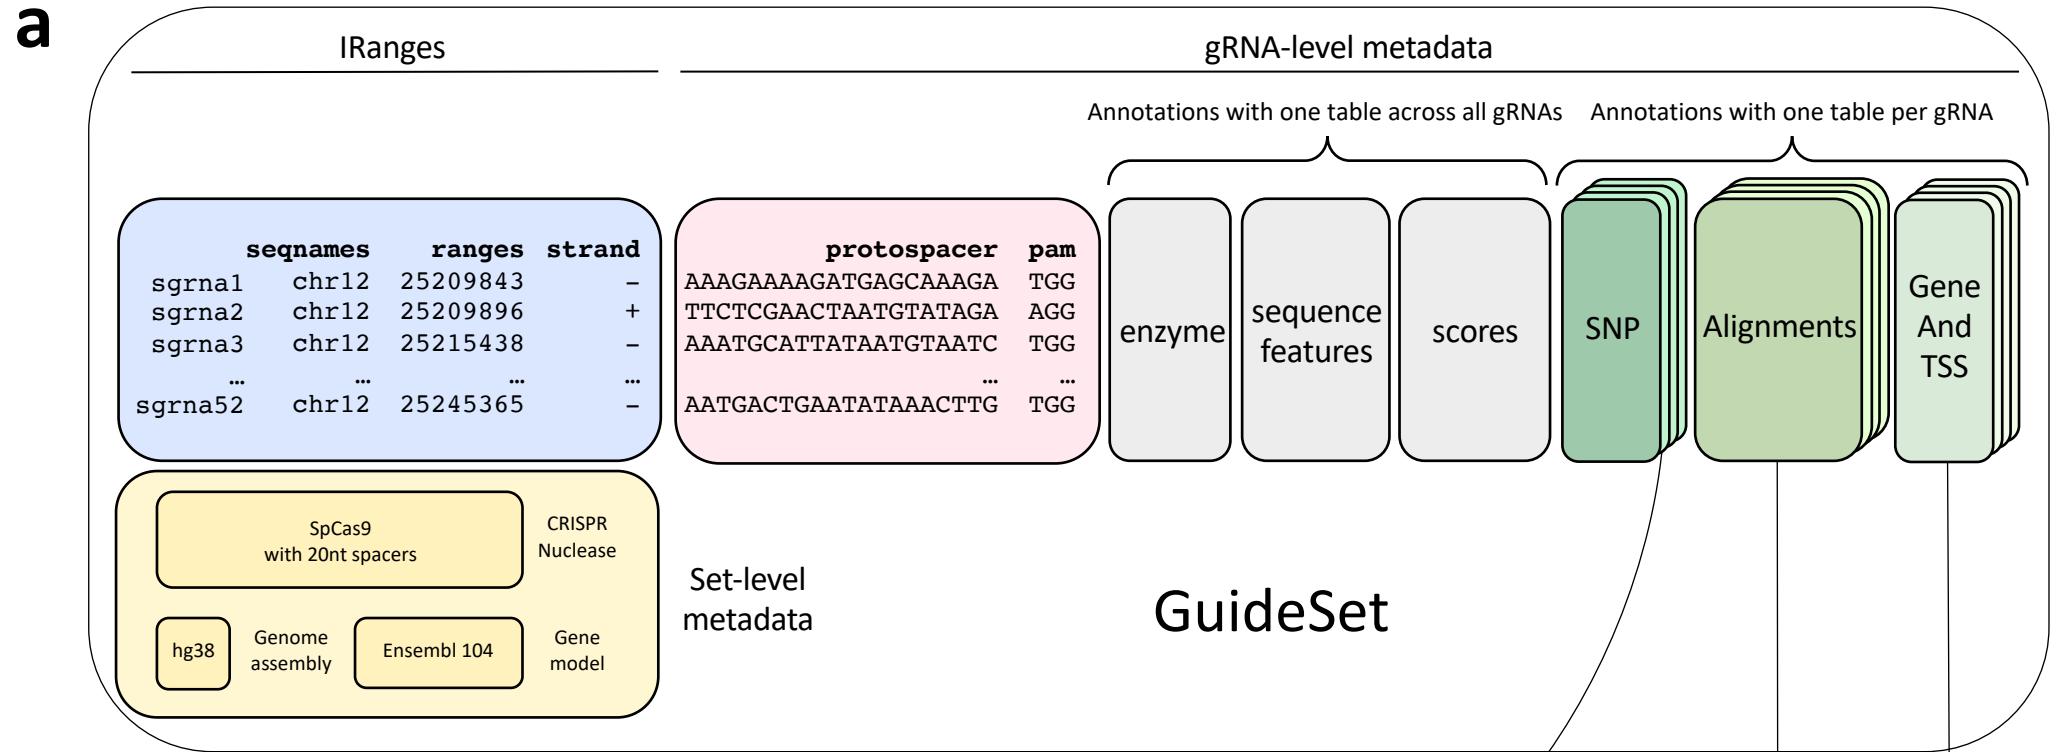 a
IRanges
gRNA-level metadata
Annotations with one table across all gRNAs
Annotations with one table per gRNA
seqnames ranges strand
sgrna1 chr12 25209843 -
sgrna2 chr12 25209896 +
sgrna3 chr12 25215438 -
… … … …
sgrna52 chr12 25245365 -
protospacer pam
AAAGAAAAGATGAGCAAAGA TGG
TTCTCGAACTAATGTATAGA AGG
AAATGCATTATAATGTAATC TGG
… …
AATGACTGAATATAAACTTG TGG
enzyme
sequence
features
scores
SNP
Alignments
Gene
And
TSS
SpCas9
with 20nt spacers
CRISPR
Nuclease
hg38
Genome
assembly
Ensembl 104
Gene
model
Set-level
metadata
GuideSet